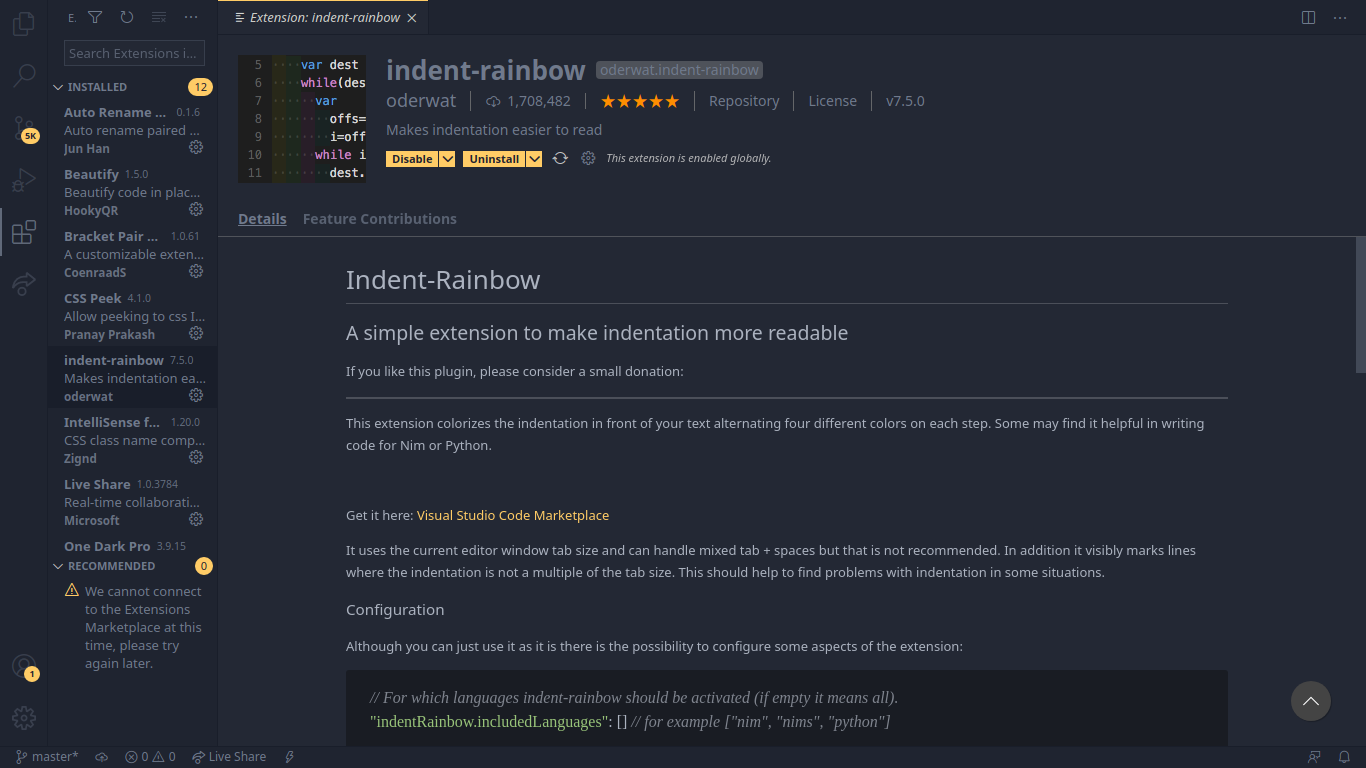 E.
Extension: indent-rainbow
Search Extensions i...
INSTALLED 12
Auto Rename ... 0.1.6
Auto rename paired ...
Jun Han
5K
Beautify 1.5.0
Beautify code in plac...
HookyQR
Bracket Pair ... 1.0.61
A customizable exten...
CoenraadS
CSS Peek 4.1.0
Allow peeking to css I...
Pranay Prakash
indent-rainbow 7.5.0
Makes indentation ea...
oderwat
IntelliSense f... 1.20.0
CSS class name comp...
Zignd
Live Share 1.0.3784
Real-time collaborati...
Microsoft
One Dark Pro 3.9.15
RECOMMENDED 0
We cannot connect
to the Extensions
Marketplace at this
time, please try
again later.
1
5 var dest
6 while(des
7 var
8 offs=
9 i=off
10 while i
11 dest.
indent-rainbow oderwat.indent-rainbow
oderwat 1,708,482 Repository License v7.5.0
Makes indentation easier to read
Disable Uninstall This extension is enabled globally.
Details Feature Contributions
Indent-Rainbow
A simple extension to make indentation more readable
If you like this plugin, please consider a small donation:
This extension colorizes the indentation in front of your text alternating four different colors on each step. Some may find it helpful in writing
code for Nim or Python.
Get it here: Visual Studio Code Marketplace
It uses the current editor window tab size and can handle mixed tab + spaces but that is not recommended. In addition it visibly marks lines
where the indentation is not a multiple of the tab size. This should help to find problems with indentation in some situations.
Configuration
Although you can just use it as it is there is the possibility to configure some aspects of the extension:
// For which languages indent-rainbow should be activated (if empty it means all).
"indentRainbow.includedLanguages": [] // for example ["nim", "nims", "python"]
master* 0 0 Live Share